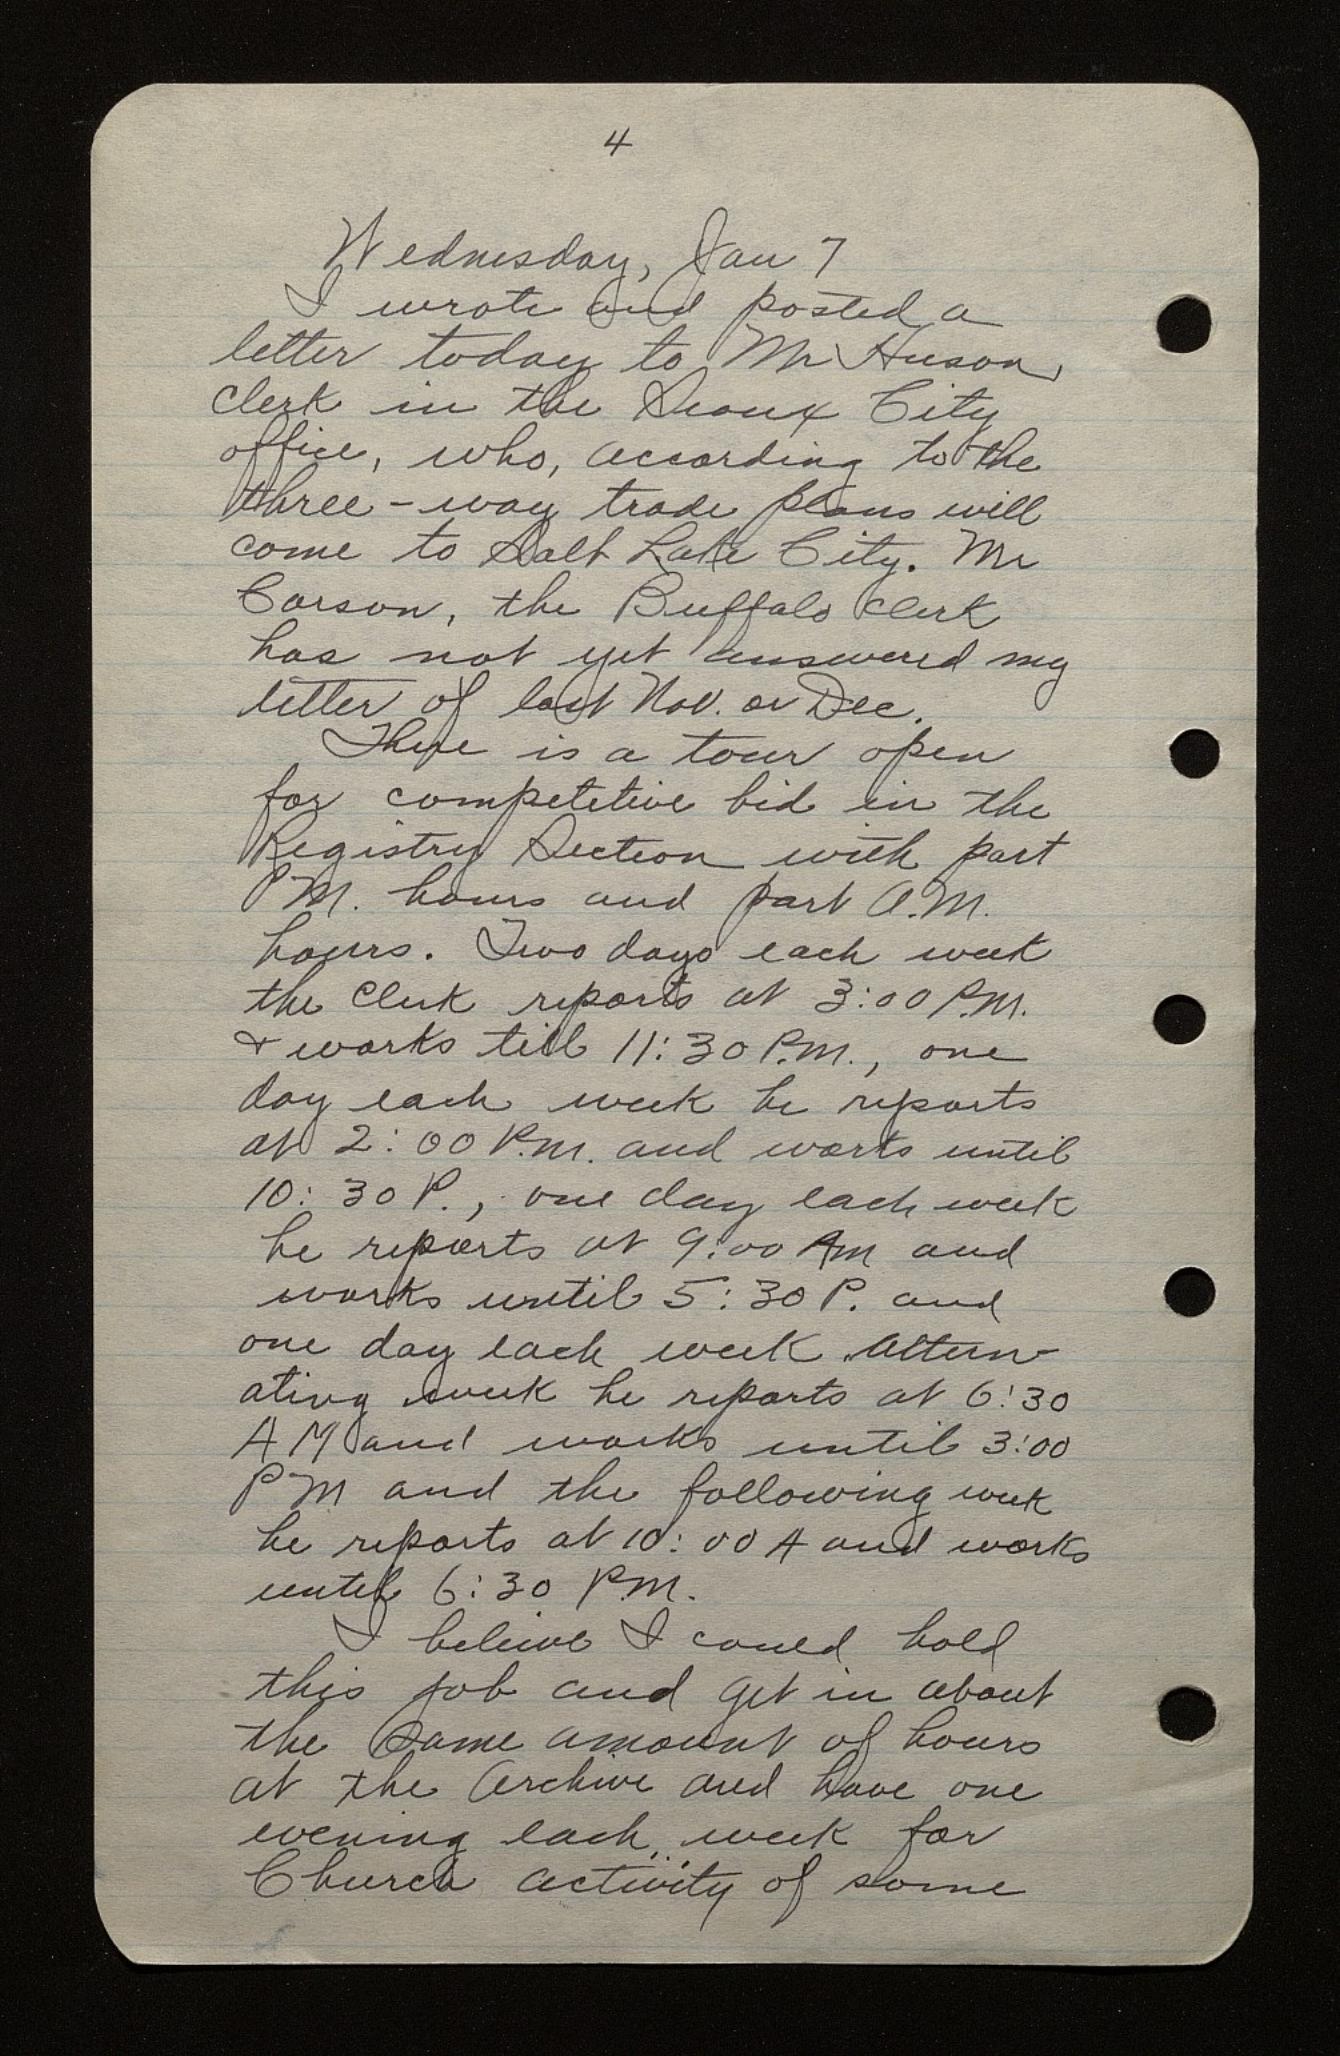 4
Wednesday, Jan 7
I wrote and posted a
letter today to Mr Huson,
clerk in the Sioux City
office, who, according to the
three-way trade plans will
come to Salt Lake City. Mr
Carson, the Buffalo clerk
has not yet answered my
letter of last Nov. or Dec.
There is a tour open
for competetive bid in the
Registry Section with part
P.M. hours and part A.M.
hours. Two days each week
the clerk reports at 3:00 P.M.
& works till 11:30 P.M., one
day each week he reports
at 2:00 P.M. and works until
10:30 P., one day each week
he reports at 9:00 AM and
works until 5:30 P. and
one day each week altern-
ating week he reports at 6:30
AM and works until 3:00
PM and the following week
he reports at 10:00 A and works
until 6:30 P.M.
I beleive I could hold
this job and get in about
the same amount of hours
at the Archive and have one
evening each week for
Church activity of some